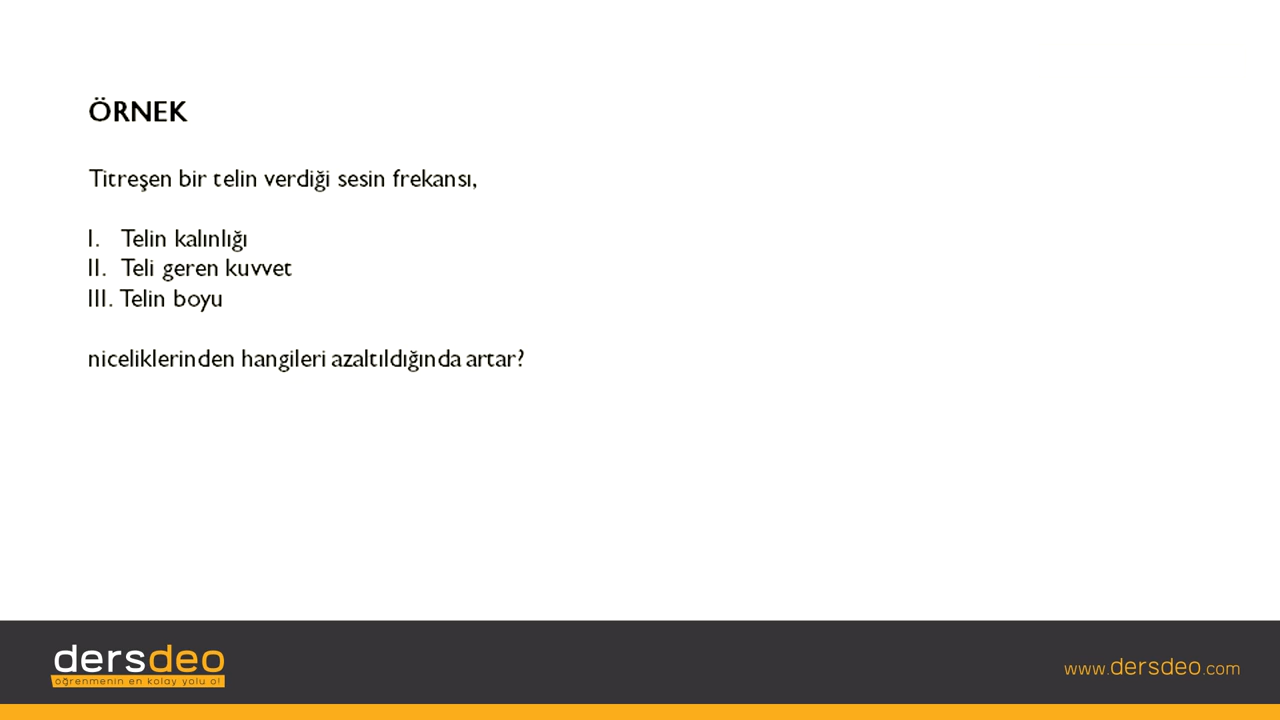 ÖRNEK
Titreşen bir telin verdiği sesin frekansı,
I. Telin kalınlığı
II. Teli geren kuvvet
III. Telin boyu
niceliklerinden hangileri azaltıldığında artar?
dersdeo
öğrenmenin en kolay yolu o!
www.dersdeo.com